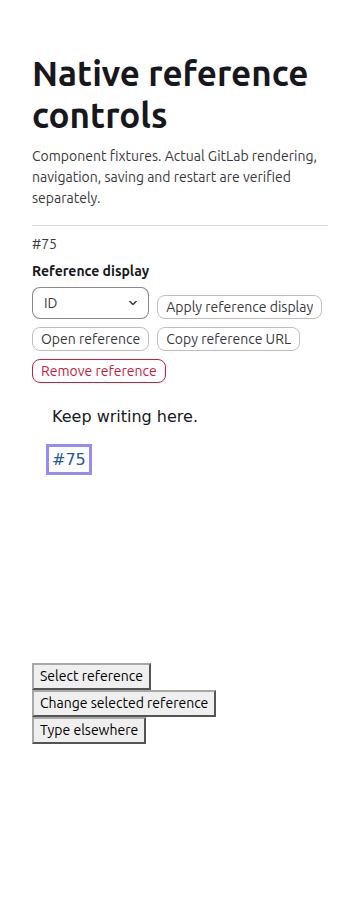 Native reference
controls
Component fixtures. Actual GitLab rendering,
navigation, saving and restart are verified
separately.
#75
Reference display
ID
Apply reference display
Open reference
Copy reference URL
Remove reference
Keep writing here.
#75
Select reference
Change selected reference
Type elsewhere